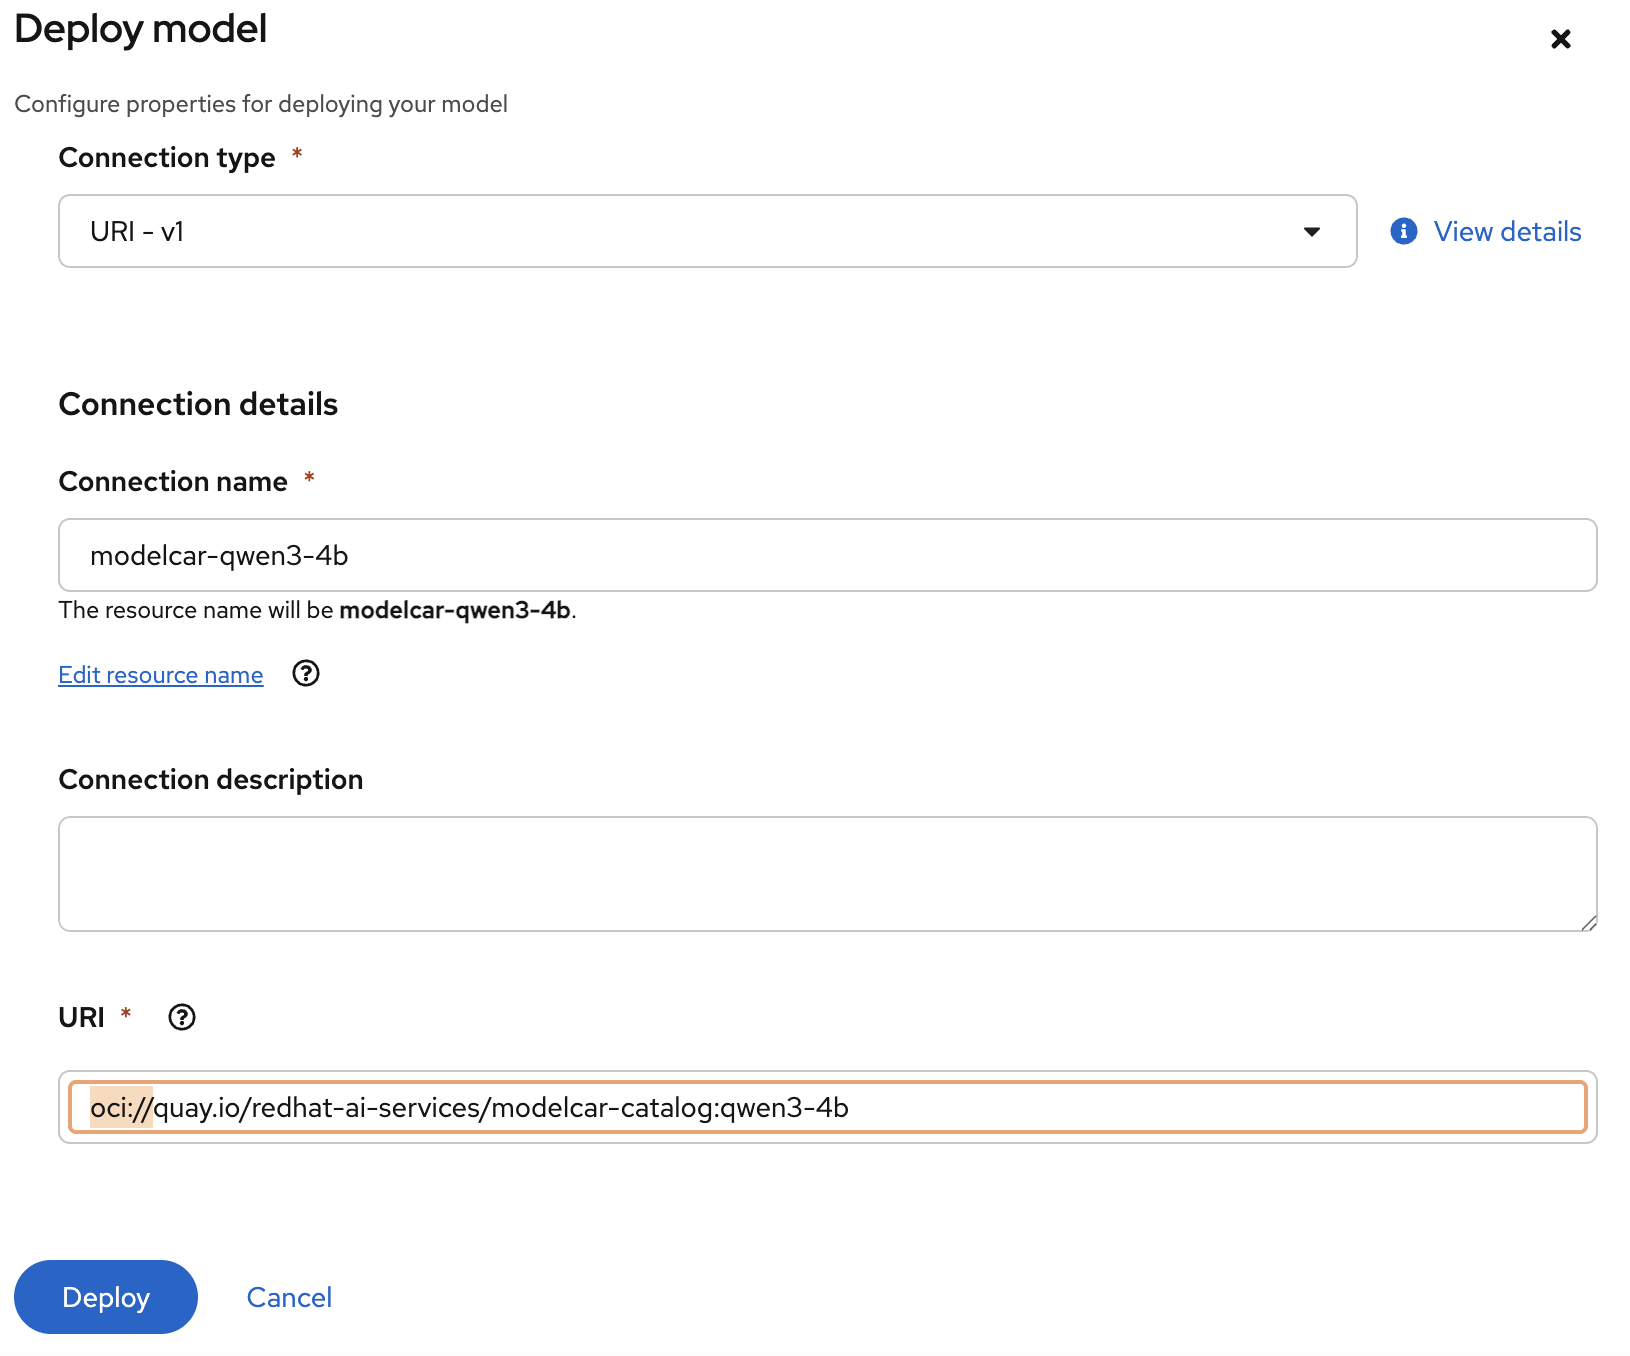 Deploy model
Configure properties for deploying your model
Connection type *
URI - v1
View details
Connection details
Connection name *
modelcar-qwen3-4b
The resource name will be modelcar-qwen3-4b.
Edit resource name
Connection description
URI *
oci://quay.io/redhat-ai-services/modelcar-catalog:qwen3-4b
Deploy Cancel